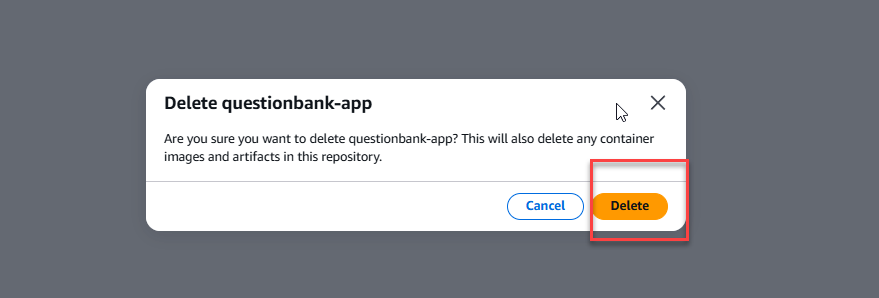 Delete questionbank-app
Are you sure you want to delete questionbank-app? This will also delete any container
images and artifacts in this repository.
Cancel
Delete